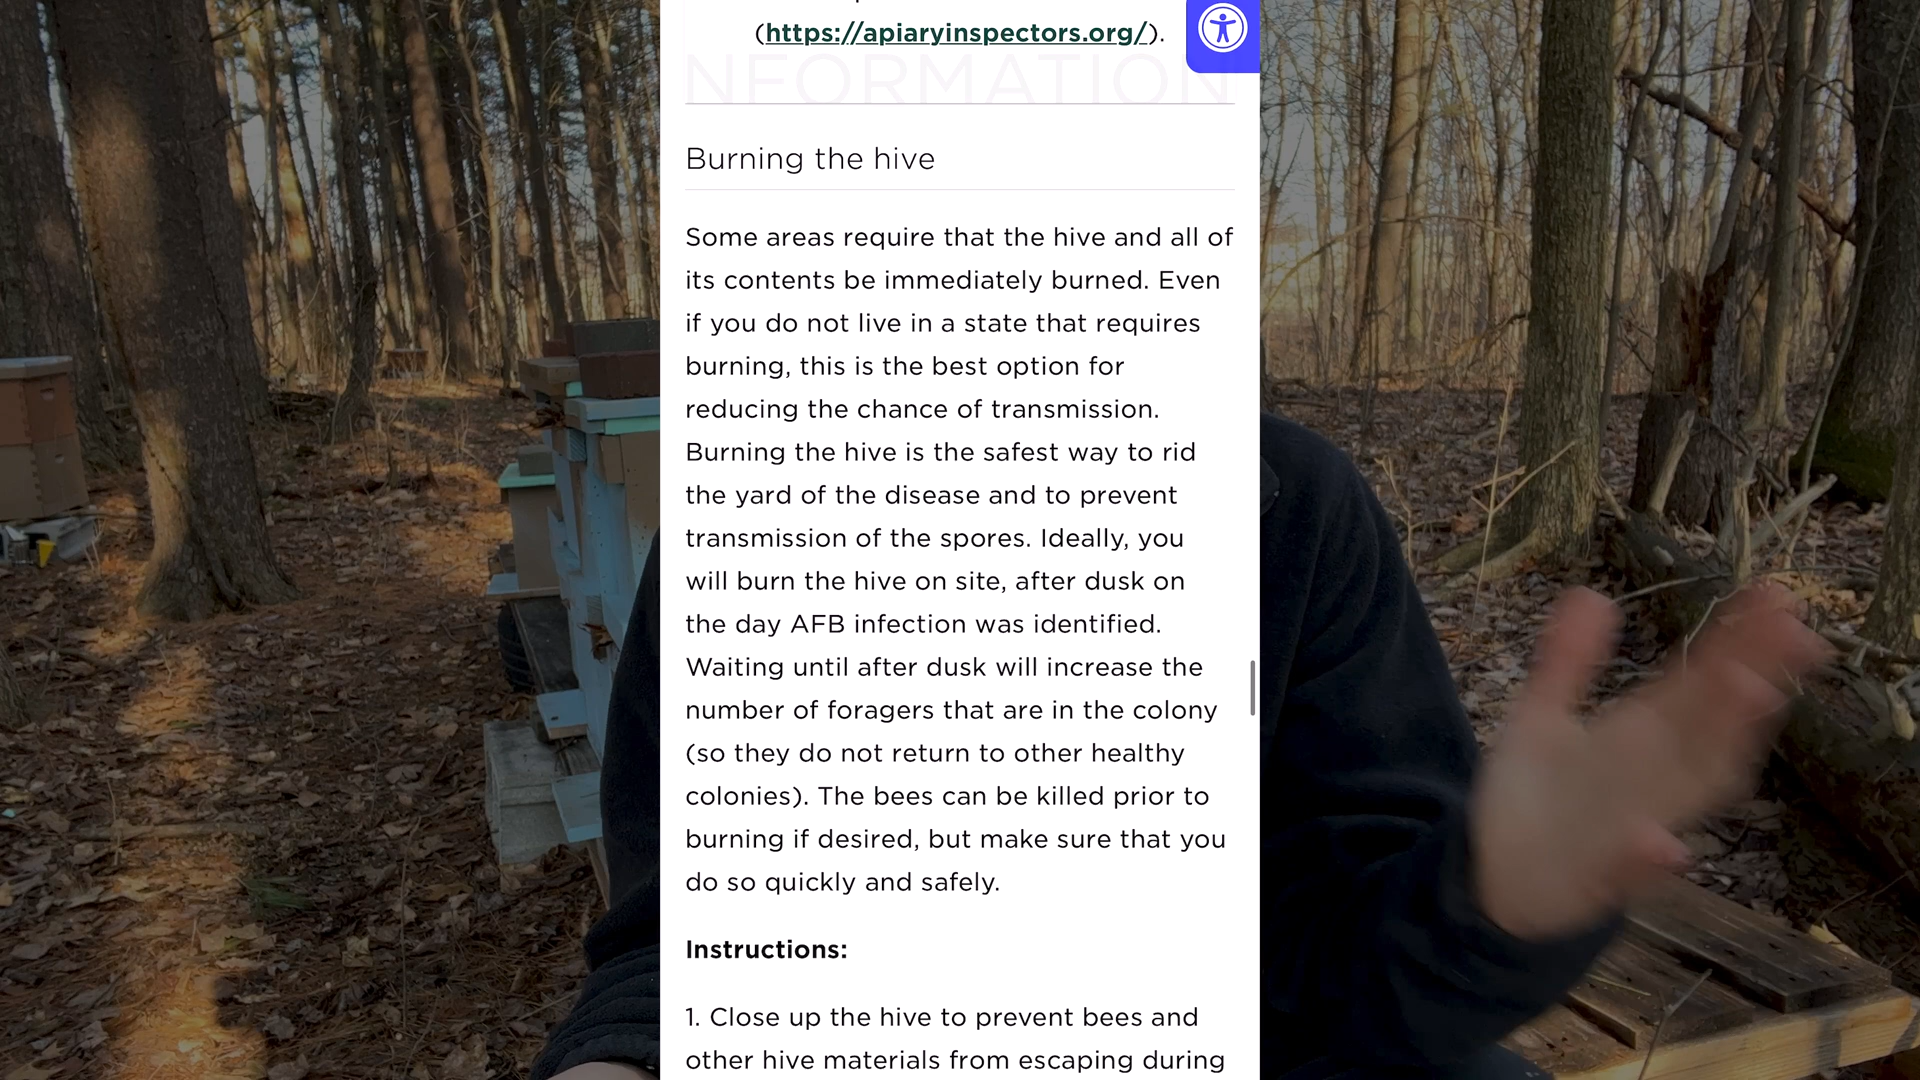 (https://apiaryinspectors.org/).
NFORMATION
Burning the hive
Some areas require that the hive and all of
its contents be immediately burned. Even
if you do not live in a state that requires
burning, this is the best option for
reducing the chance of transmission.
Burning the hive is the safest way to rid
the yard of the disease and to prevent
transmission of the spores. Ideally, you
will burn the hive on site, after dusk on
the day AFB infection was identified.
Waiting until after dusk will increase the
number of foragers that are in the colony
(so they do not return to other healthy
colonies). The bees can be killed prior to
burning if desired, but make sure that you
do so quickly and safely.
Instructions:
1. Close up the hive to prevent bees and
other hive materials from escaping during